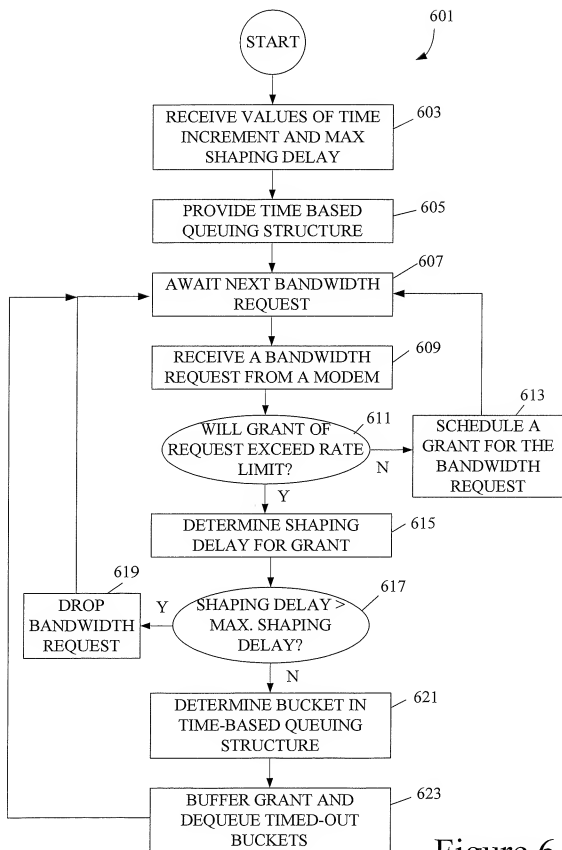 START
601
RECEIVE VALUES OF TIME
INCREMENT AND MAX
SHAPING DELAY
603
PROVIDE TIME BASED
QUEUING STRUCTURE
605
AWAIT NEXT BANDWIDTH
REQUEST
607
RECEIVE A BANDWIDTH
REQUEST FROM A MODEM
609
WILL GRANT OF
REQUEST EXCEED RATE
LIMIT?
611
N
Y
613
SCHEDULE A
GRANT FOR THE
BANDWIDTH
REQUEST
DETERMINE SHAPING
DELAY FOR GRANT
615
SHAPING DELAY >
MAX. SHAPING
DELAY?
617
Y
N
619
DROP
BANDWIDTH
REQUEST
DETERMINE BUCKET IN
TIME-BASED QUEUING
STRUCTURE
621
BUFFER GRANT AND
DEQUEUE TIMED-OUT
BUCKETS
623
Figure 6